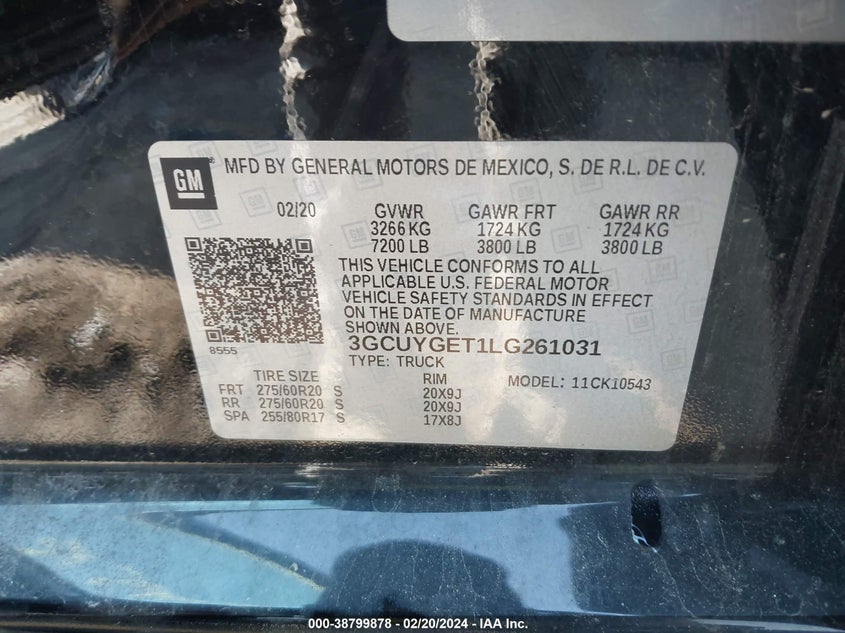 GM
MFD BY GENERAL MOTORS DE MEXICO, S. DE R.L. DE C.V.
02/20 GVWR GAWR FRT GAWR RR
3266 KG 1724 KG 1724 KG
7200 LB 3800 LB 3800 LB
THIS VEHICLE CONFORMS TO ALL
APPLICABLE U.S. FEDERAL MOTOR
VEHICLE SAFETY STANDARDS IN EFFECT
ON THE DATE OF MANUFACTURE
SHOWN ABOVE.
8555
3GCUYGET1LG261031
TYPE: TRUCK
TIRE SIZE RIM MODEL: 11CK10543
FRT 275/60R20 S 20X9J
RR 275/60R20 S 20X9J
SPA 255/80R17 S 17X8J
000-38799878 - 02/20/2024 - IAA Inc.